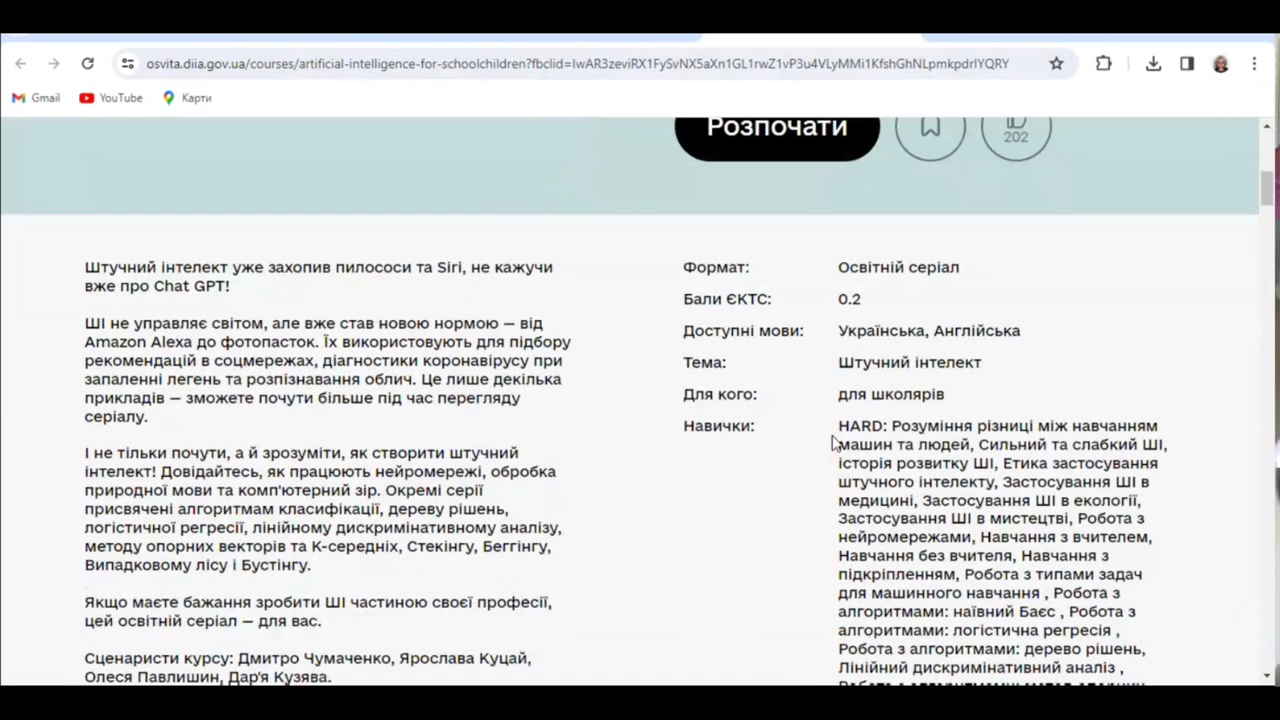 osvita.diia.gov.ua/courses/artificial-intelligence-for-schoolchildren?fbclid=IwAR3zeviRX1FySvNX5aXn1GL1rwZ1vP3u4VLyMMi1KfshGhNLpmkpdrlYQRY
Gmail YouTube Карти
Розпочати
202
Штучний інтелект уже захопив пилососи та Siri, не кажучи
вже про Chat GPT!
ШІ не управляє світом, але вже став новою нормою — від
Amazon Alexa до фотопасток. Їх використовують для підбору
рекомендацій в соцмережах, діагностики коронавірусу при
запаленні легень та розпізнавання облич. Це лише декілька
прикладів — зможете почути більше під час перегляду
серіалу.
І не тільки почути, а й зрозуміти, як створити штучний
інтелект! Довідайтесь, як працюють нейромережі, обробка
природної мови та комп'ютерний зір. Окремі серії
присвячені алгоритмам класифікації, дереву рішень,
логістичної регресії, лінійному дискримінативному аналізу,
методу опорних векторів та К-середніх, Стекінгу, Беггінгу,
Випадковому лісу і Бустінгу.
Якщо маєте бажання зробити ШІ частиною своєї професії,
цей освітній серіал — для вас.
Сценаристи курсу: Дмитро Чумаченко, Ярослава Куцай,
Олеся Павлишин, Дар'я Кузява.
Формат: Освітній серіал
Бали ЄКТС: 0.2
Доступні мови: Українська, Англійська
Тема: Штучний інтелект
Для кого: для школярів
Навички: HARD: Розуміння різниці між навчанням
машин та людей, Сильний та слабкий ШІ,
історія розвитку ШІ, Етика застосування
штучного інтелекту, Застосування ШІ в
медицині, Застосування ШІ в екології,
Застосування ШІ в мистецтві, Робота з
нейромережами, Навчання з вчителем,
Навчання без вчителя, Навчання з
підкріпленням, Робота з типами задач
для машинного навчання , Робота з
алгоритмами: наївний Баєс , Робота з
алгоритмами: логістична регресія ,
Робота з алгоритмами: дерево рішень,
Лінійний дискримінативний аналіз ,